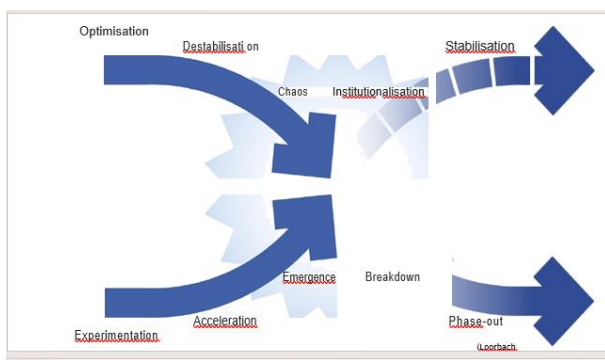 Optimisation
Destabilisati on
Stabilisation
Chaos
Institutionalisation
Emergence
Breakdown
Acceleration
Phase-out
Experimentation
(Loorbach